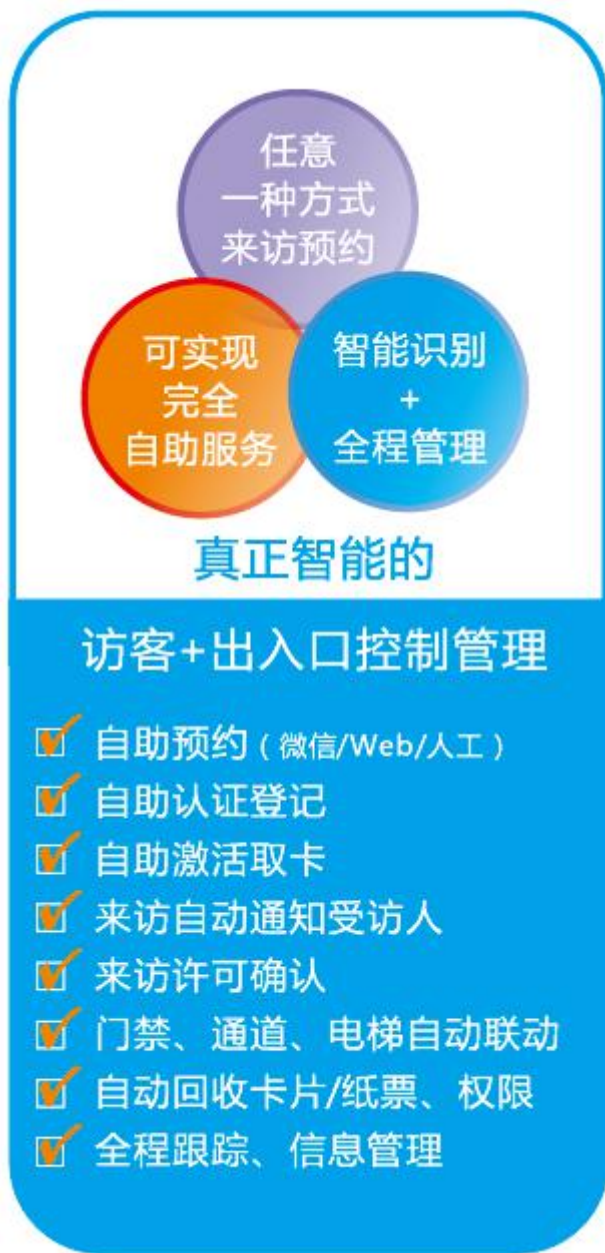 任意
一种方式
来访预约
可实现
完全
自助服务
智能识别
+
全程管理
真正智能的
访客+出入口控制管理
自助预约（微信/Web/人工）
自助认证登记
自助激活取卡
来访自动通知受访人
来访许可确认
门禁、通道、电梯自动联动
自动回收卡片/纸票、权限
全程跟踪、信息管理